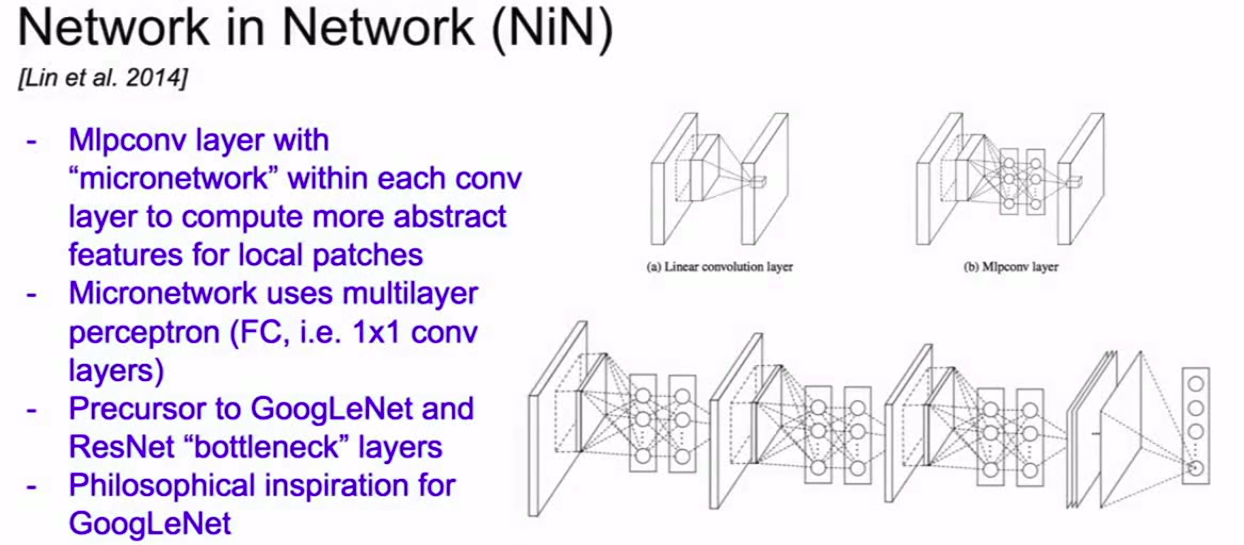 Network in Network (NiN)
[Lin et al. 2014]
- Mlpconv layer with
“micronetwork” within each conv
layer to compute more abstract
features for local patches
- Micronetwork uses multilayer
perceptron (FC, i.e. 1x1 conv
layers)
- Precursor to GoogLeNet and
ResNet “bottleneck” layers
- Philosophical inspiration for
GoogLeNet
(a) Linear convolution layer
(b) Mlpconv layer